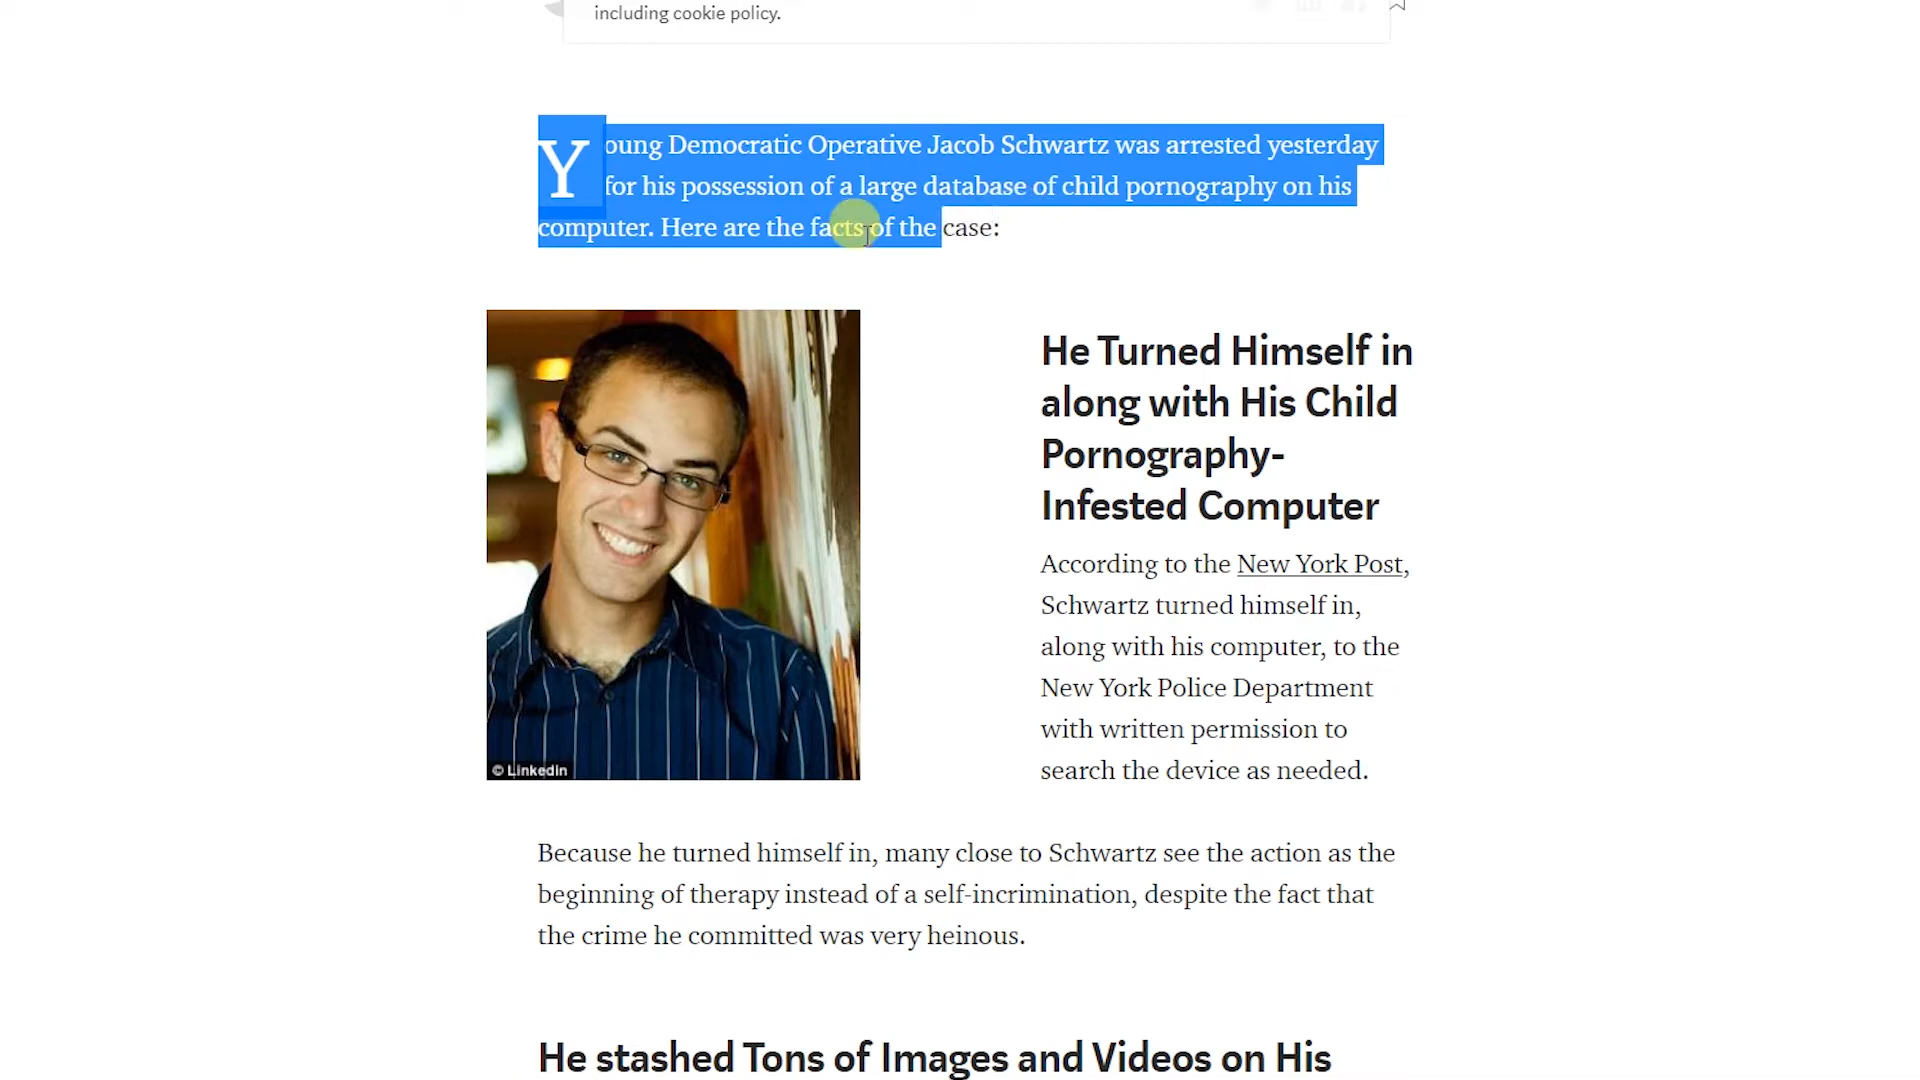 including cookie policy.
Young Democratic Operative Jacob Schwartz was arrested yesterday
for his possession of a large database of child pornography on his
computer. Here are the facts of the case:
He Turned Himself in
along with His Child
Pornography-
Infested Computer
According to the New York Post,
Schwartz turned himself in,
along with his computer, to the
New York Police Department
with written permission to
search the device as needed.
© Linkedin
Because he turned himself in, many close to Schwartz see the action as the
beginning of therapy instead of a self-incrimination, despite the fact that
the crime he committed was very heinous.
He stashed Tons of Images and Videos on His